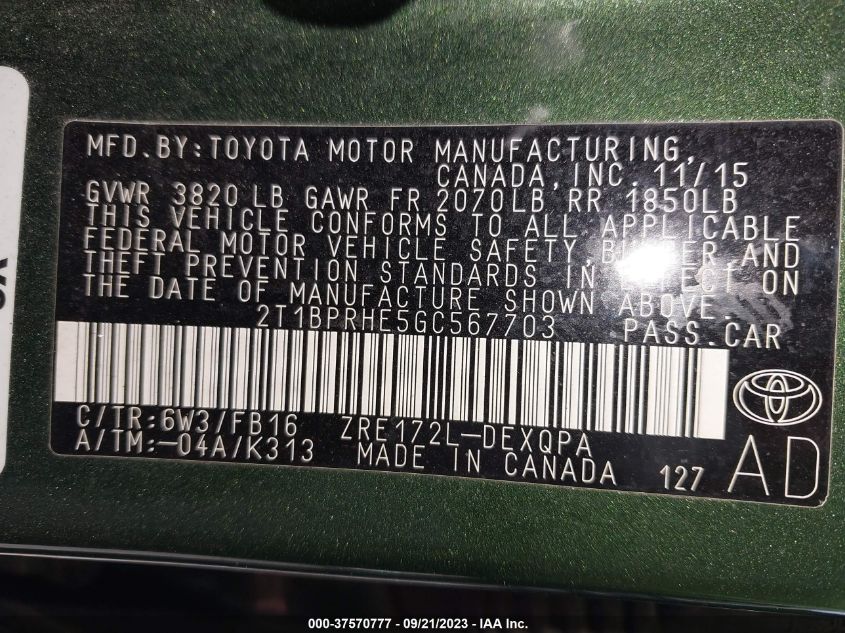 MFD.BY:TOYOTA MOTOR MANUFACTURING,
CANADA,INC. 11/15
GVWR 3820 LB GAWR FR 2070LB RR 1850LB
THIS VEHICLE CONFORMS TO ALL APPLICABLE
FEDERAL MOTOR VEHICLE SAFETY, BUMPER AND
THEFT PREVENTION STANDARDS IN EFFECT ON
THE DATE OF MANUFACTURE SHOWN ABOVE.
2T1BPRHE5GC567703 PASS.CAR
C/TR:6W3/FB16 ZRE172L-DEXQPA
A/TM:-04A/K313 MADE IN CANADA 127 AD
000-37570777 - 09/21/2023 - IAA Inc.